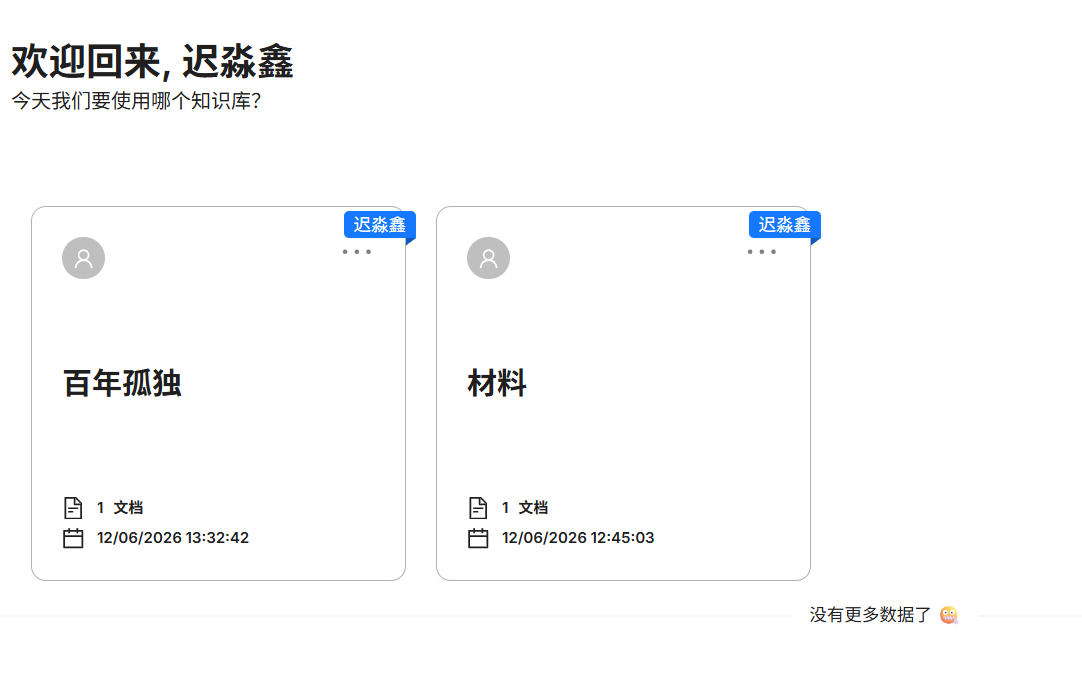 欢迎回来, 迟淼鑫
今天我们要使用哪个知识库?
迟淼鑫
百年孤独
1 文档
12/06/2026 13:32:42
迟淼鑫
材料
1 文档
12/06/2026 12:45:03
没有更多数据了